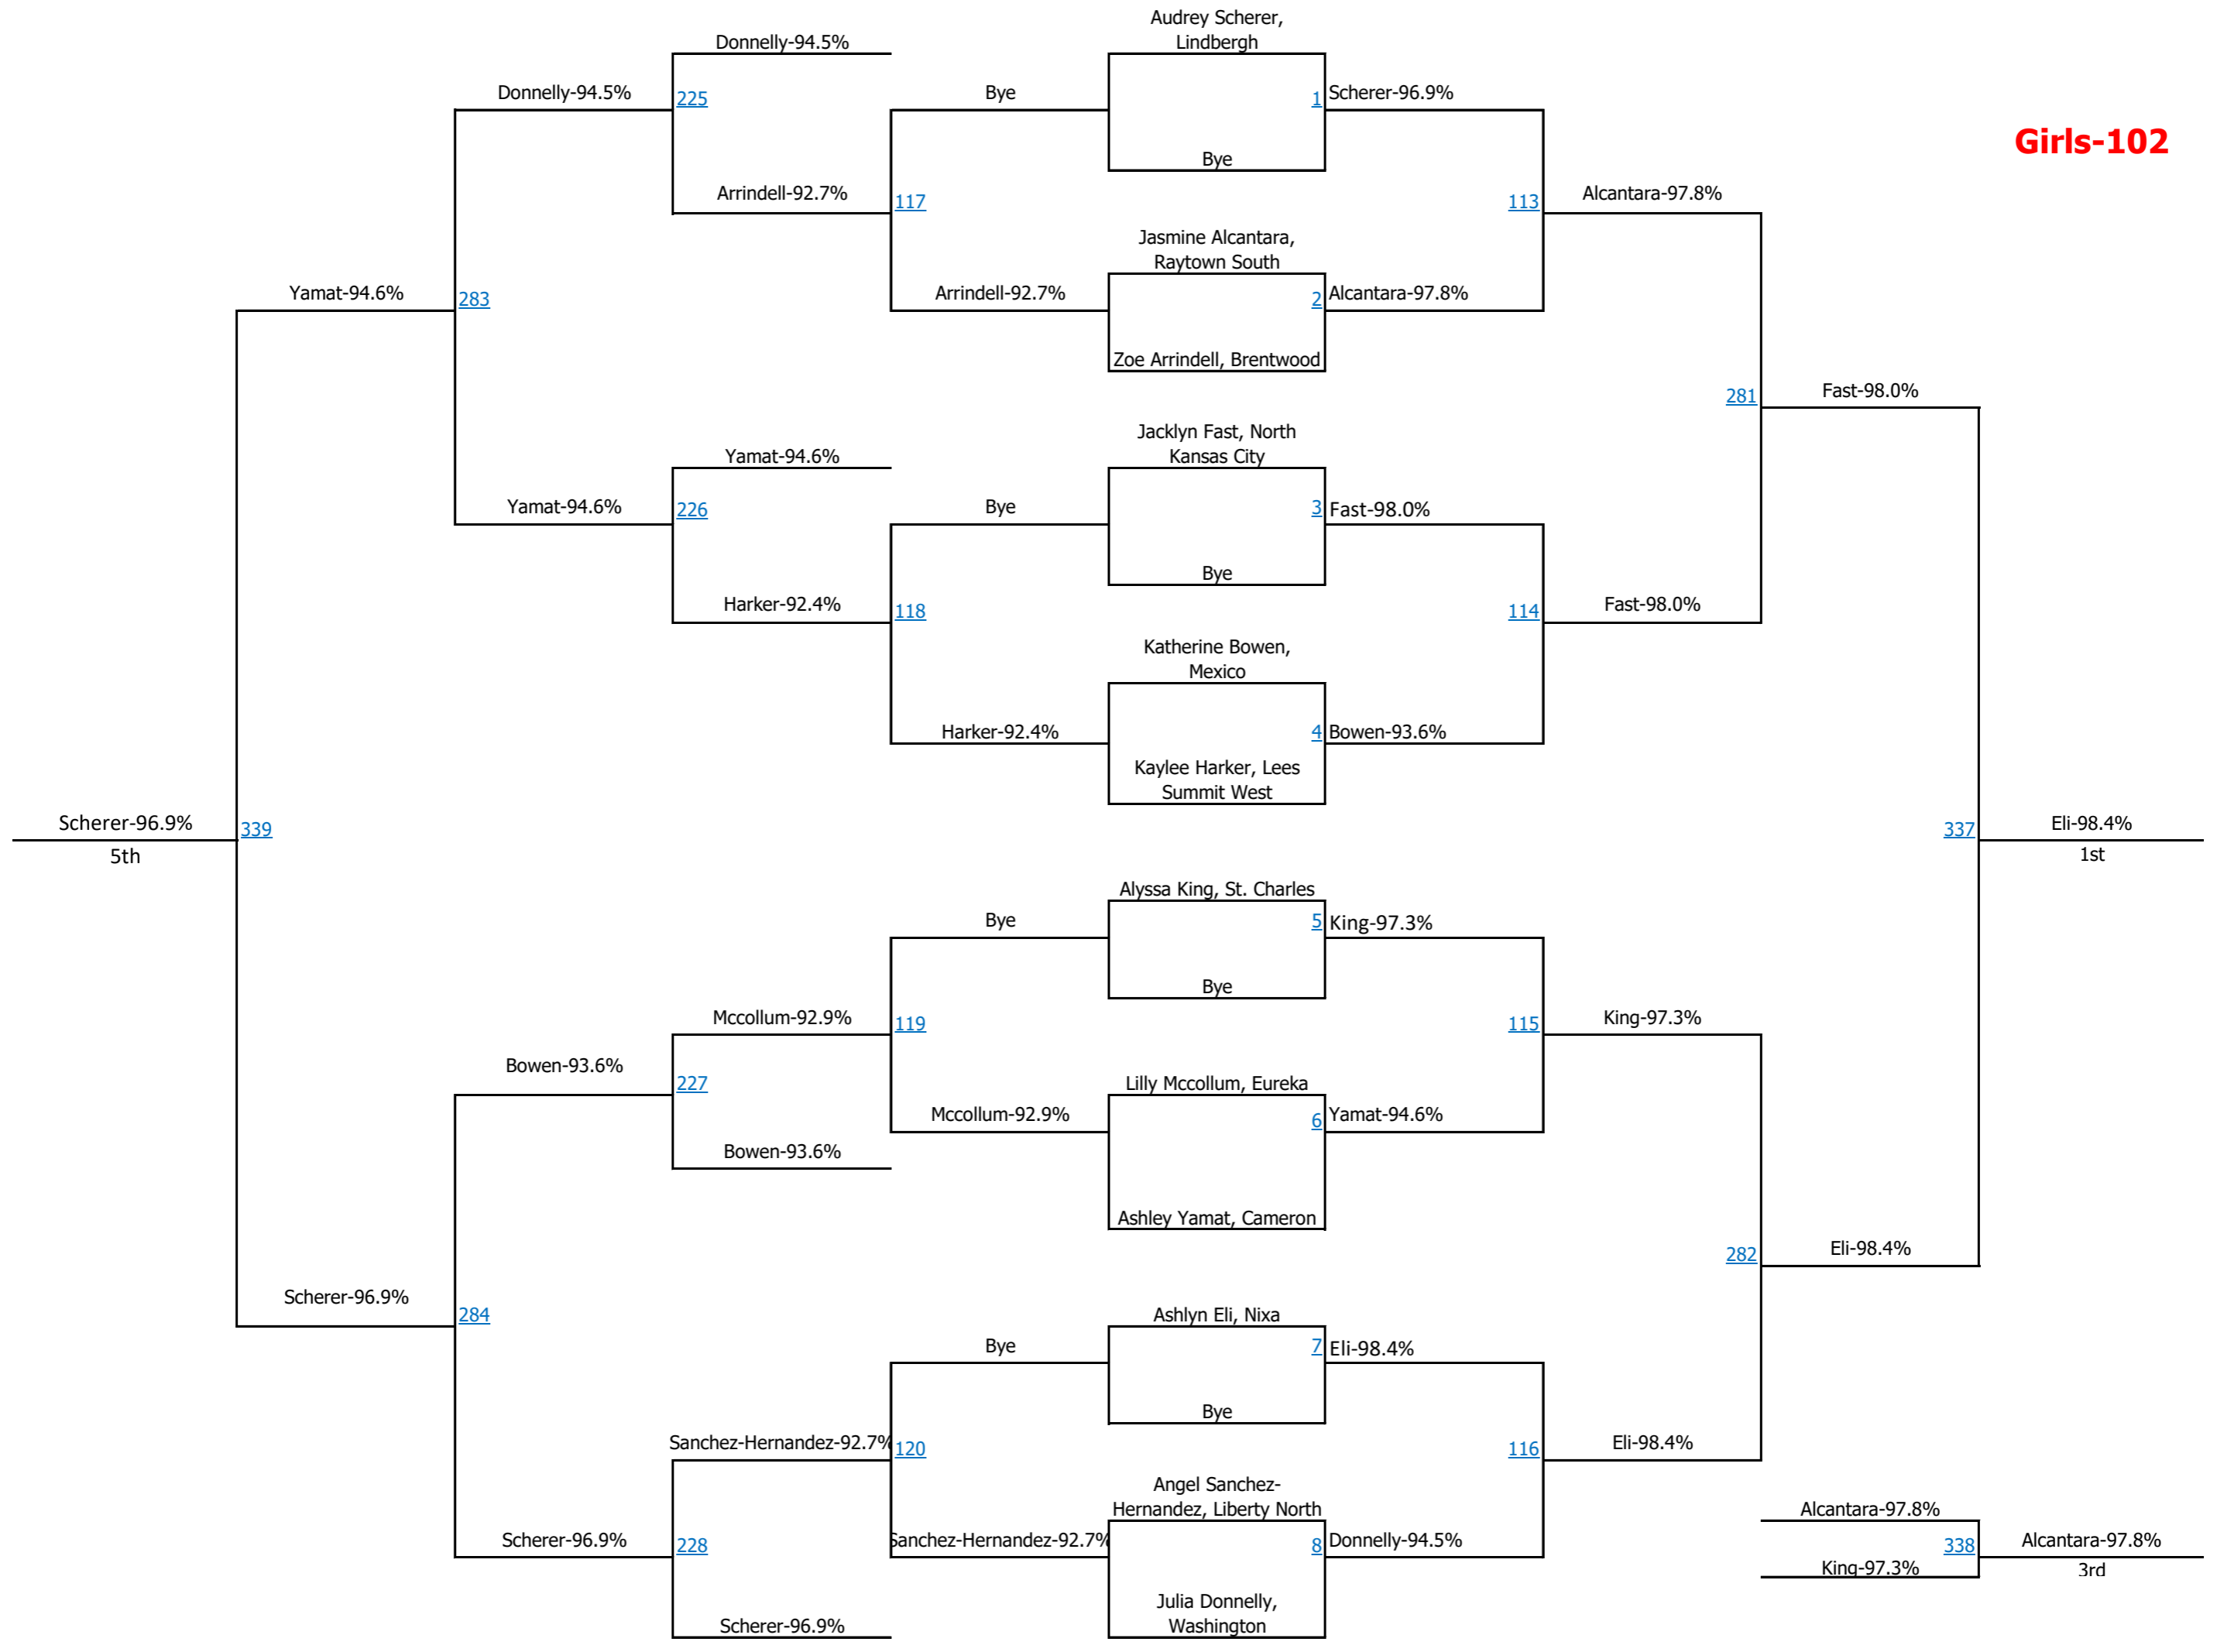 Audrey Scherer,
Lindbergh
Donnelly-94.5%
Donnelly-94.5%
225
Bye
1
Scherer-96.9%
Girls-102
Bye
Arrindell-92.7%
117
113
Alcantara-97.8%
Jasmine Alcantara,
Raytown South
Yamat-94.6%
283
Arrindell-92.7%
2
Alcantara-97.8%
Zoe Arrindell, Brentwood
281
Fast-98.0%
Jacklyn Fast, North
Kansas City
Yamat-94.6%
Yamat-94.6%
226
Bye
3
Fast-98.0%
Bye
Harker-92.4%
118
114
Fast-98.0%
Katherine Bowen,
Mexico
Harker-92.4%
4
Bowen-93.6%
Kaylee Harker, Lees
Summit West
Scherer-96.9%
339
5th
337
Eli-98.4%
1st
Alyssa King, St. Charles
Bye
5
King-97.3%
Bye
Mccollum-92.9%
119
115
King-97.3%
Bowen-93.6%
227
Lilly Mccollum, Eureka
Mccollum-92.9%
6
Yamat-94.6%
Bowen-93.6%
Ashley Yamat, Cameron
282
Eli-98.4%
Scherer-96.9%
284
Ashlyn Eli, Nixa
Bye
7
Eli-98.4%
Bye
Sanchez-Hernandez-92.7%
120
116
Eli-98.4%
Angel Sanchez-
Hernandez, Liberty North
Alcantara-97.8%
Scherer-96.9%
228
Sanchez-Hernandez-92.7%
8
Donnelly-94.5%
338
Alcantara-97.8%
King-97.3%
3rd
Julia Donnelly,
Washington
Scherer-96.9%